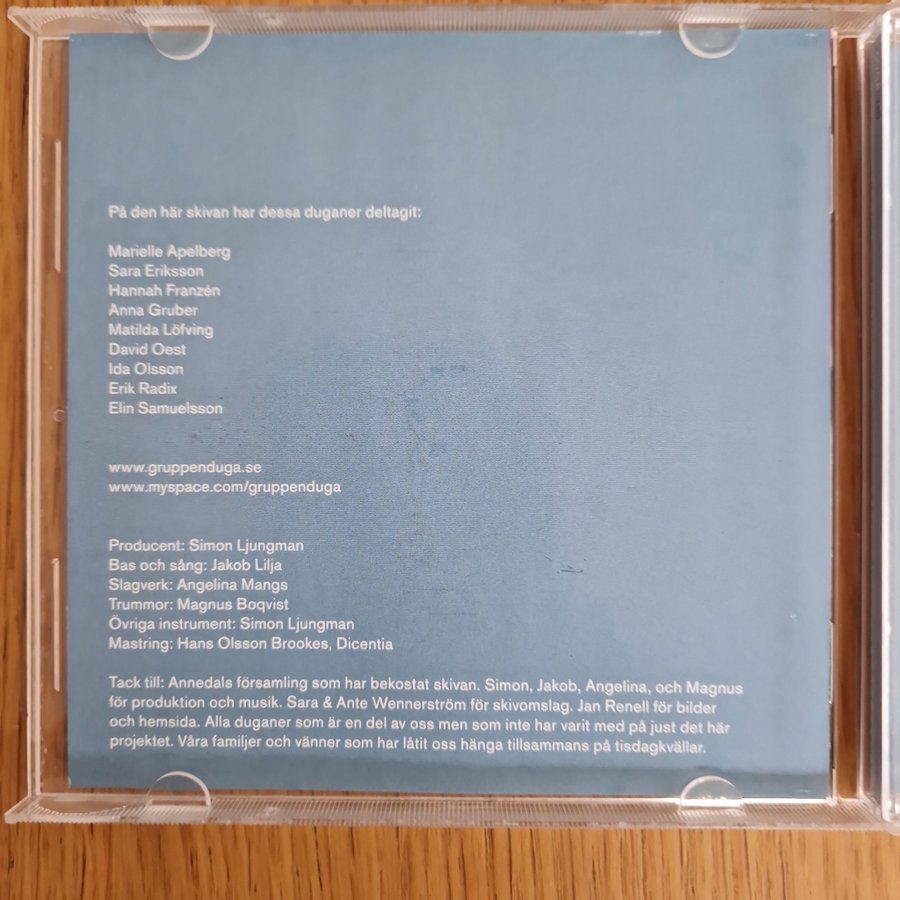 På den här skivan har dessa duganer deltagit:
Marielle Apelberg
Sara Eriksson
Hannah Franzén
Anna Gruber
Matilda Löfving
David Oest
Ida Olsson
Erik Radix
Elin Samuelsson
www.gruppenduga.se
www.myspace.com/gruppenduga
Producent: Simon Ljungman
Bas och sång: Jakob Lilja
Slagverk: Angelina Mangs
Trummor: Magnus Boqvist
Övriga instrument: Simon Ljungman
Mastring: Hans Olsson Brookes, Dicentia
Tack till: Annedals församling som har bekostat skivan. Simon, Jakob, Angelina, och Magnus
för produktion och musik. Sara & Ante Wennerström för skivomslag. Jan Renell för bilder
och hemsida. Alla duganer som är en del av oss men som inte har varit med på just det här
projektet. Våra familjer och vänner som har låtit oss hänga tillsammans på tisdagkvällar.